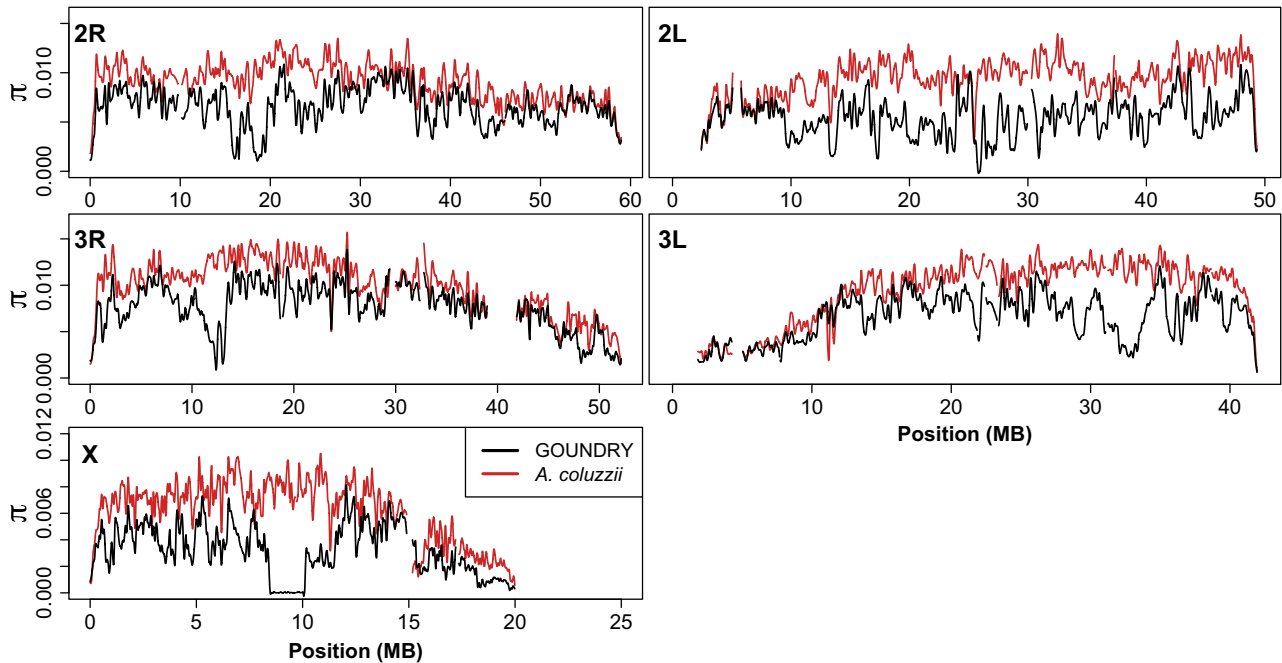 2R
π
0.000
0.010
0 10 20 30 40 50 60
2L
0 10 20 30 40 50
3R
π
0.000
0.010
0 10 20 30 40 50
3L
0 10 20 30 40
Position (MB)
X
π
0.000
0.006
0.012
GOUNDRY
A. coluzzii
0 5 10 15 20 25
Position (MB)